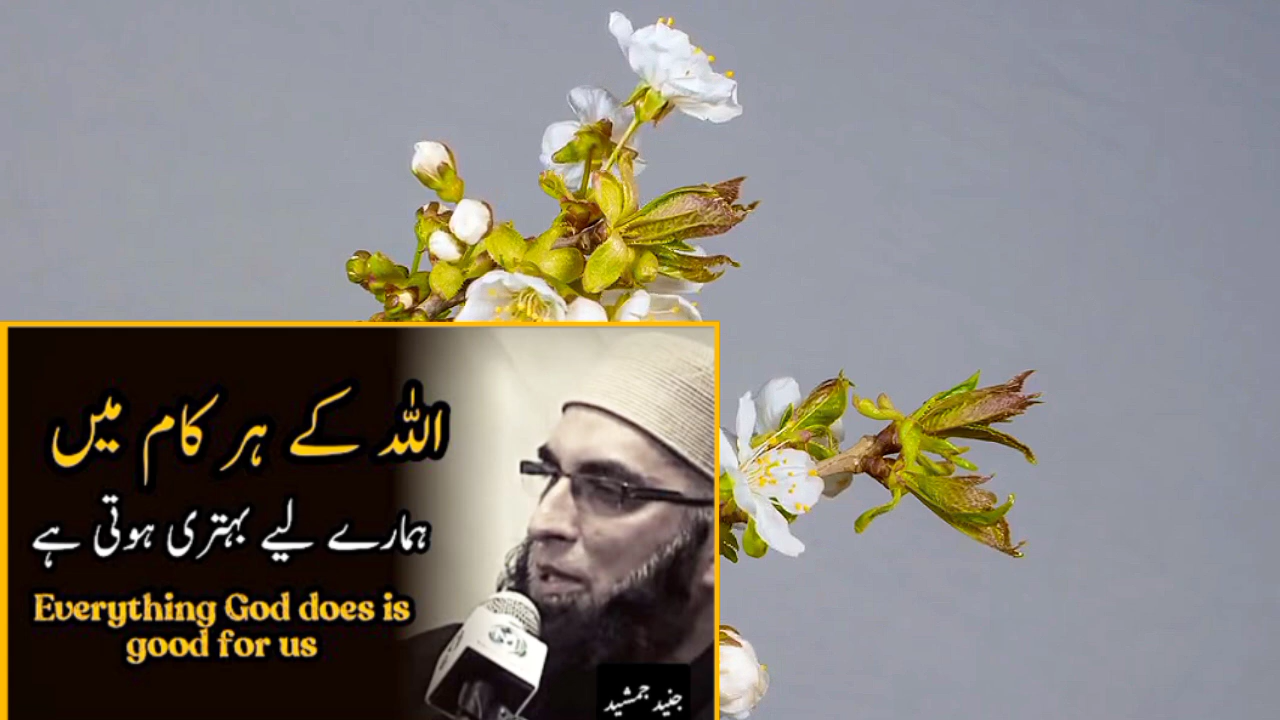 اللہ کے ہر کام میں
ہمارے لیے بہتری ہوتی ہے
Everything God does is
good for us
جنید جمشید